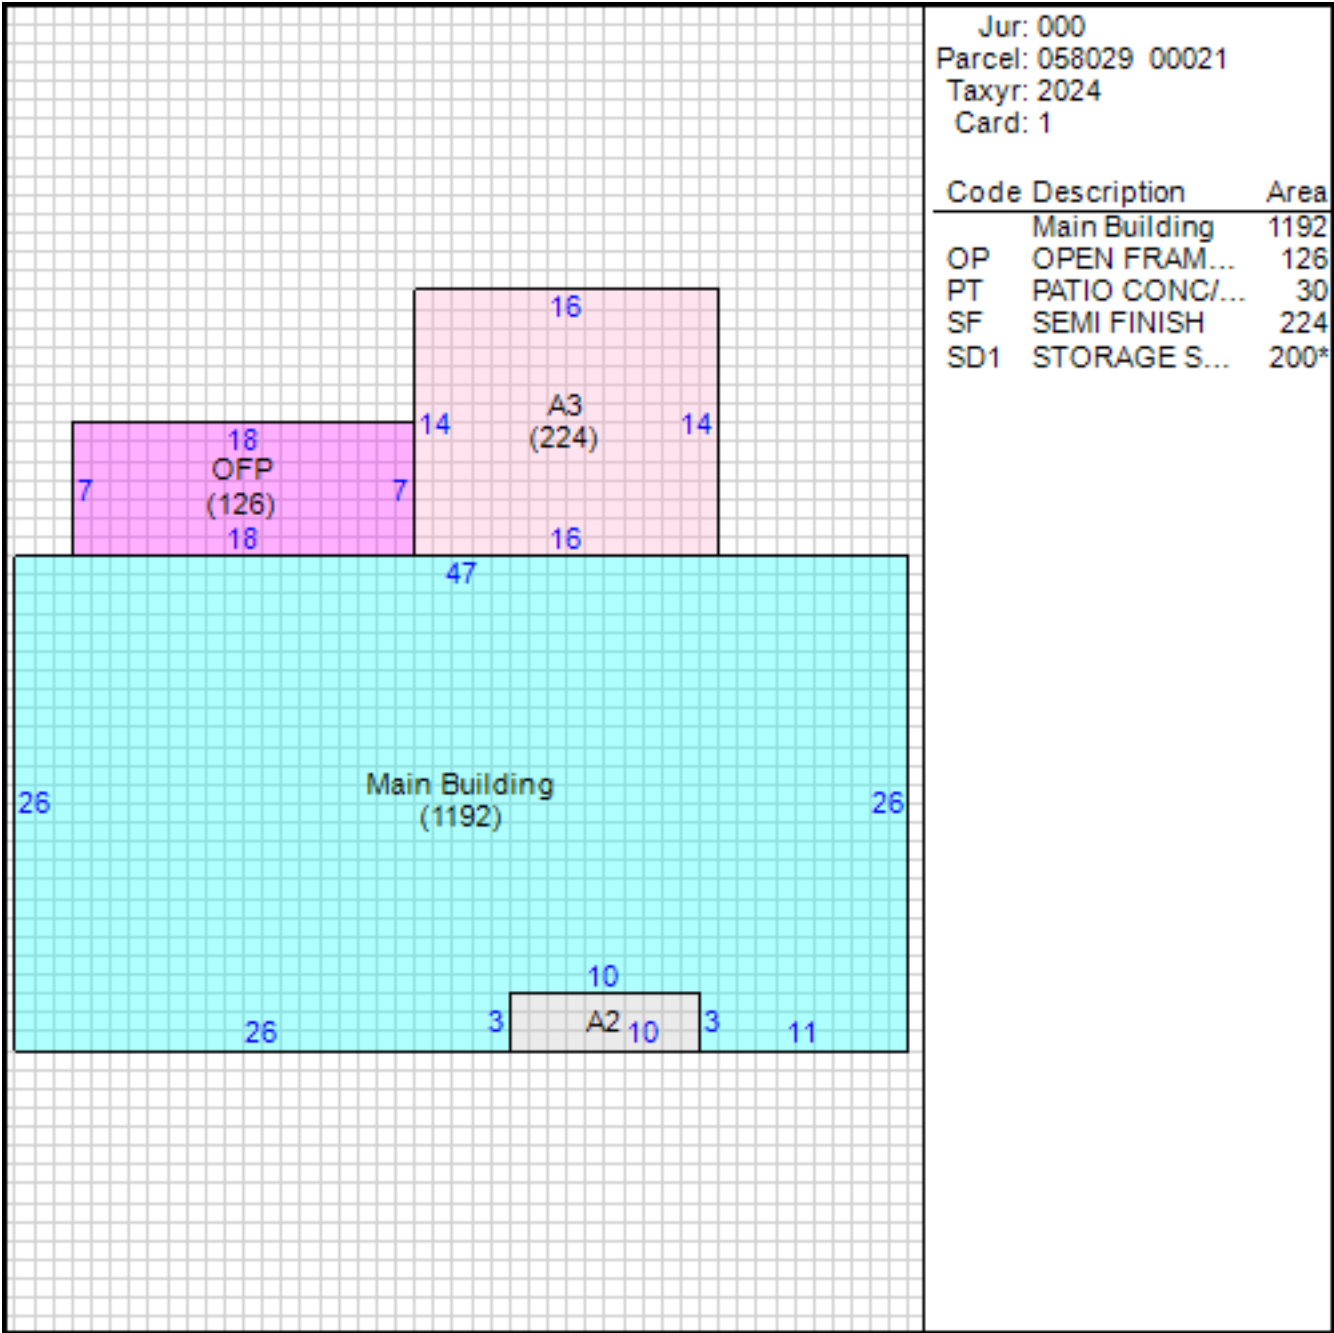 Jur: 000
Parcel: 058029 00021
Taxyr: 2024
Card: 1
Code Description Area
Main Building 1192
OP OPEN FRAM... 126
PT PATIO CONC/... 30
SF SEMI FINISH 224
SD1 STORAGE S... 200*
16
A3
14 14
(224)
16
18
OFP
7 7
(126)
18
47
Main Building
26 26
(1192)
10
3 A2 10 3
26 11